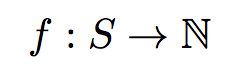 f : S → ℕ